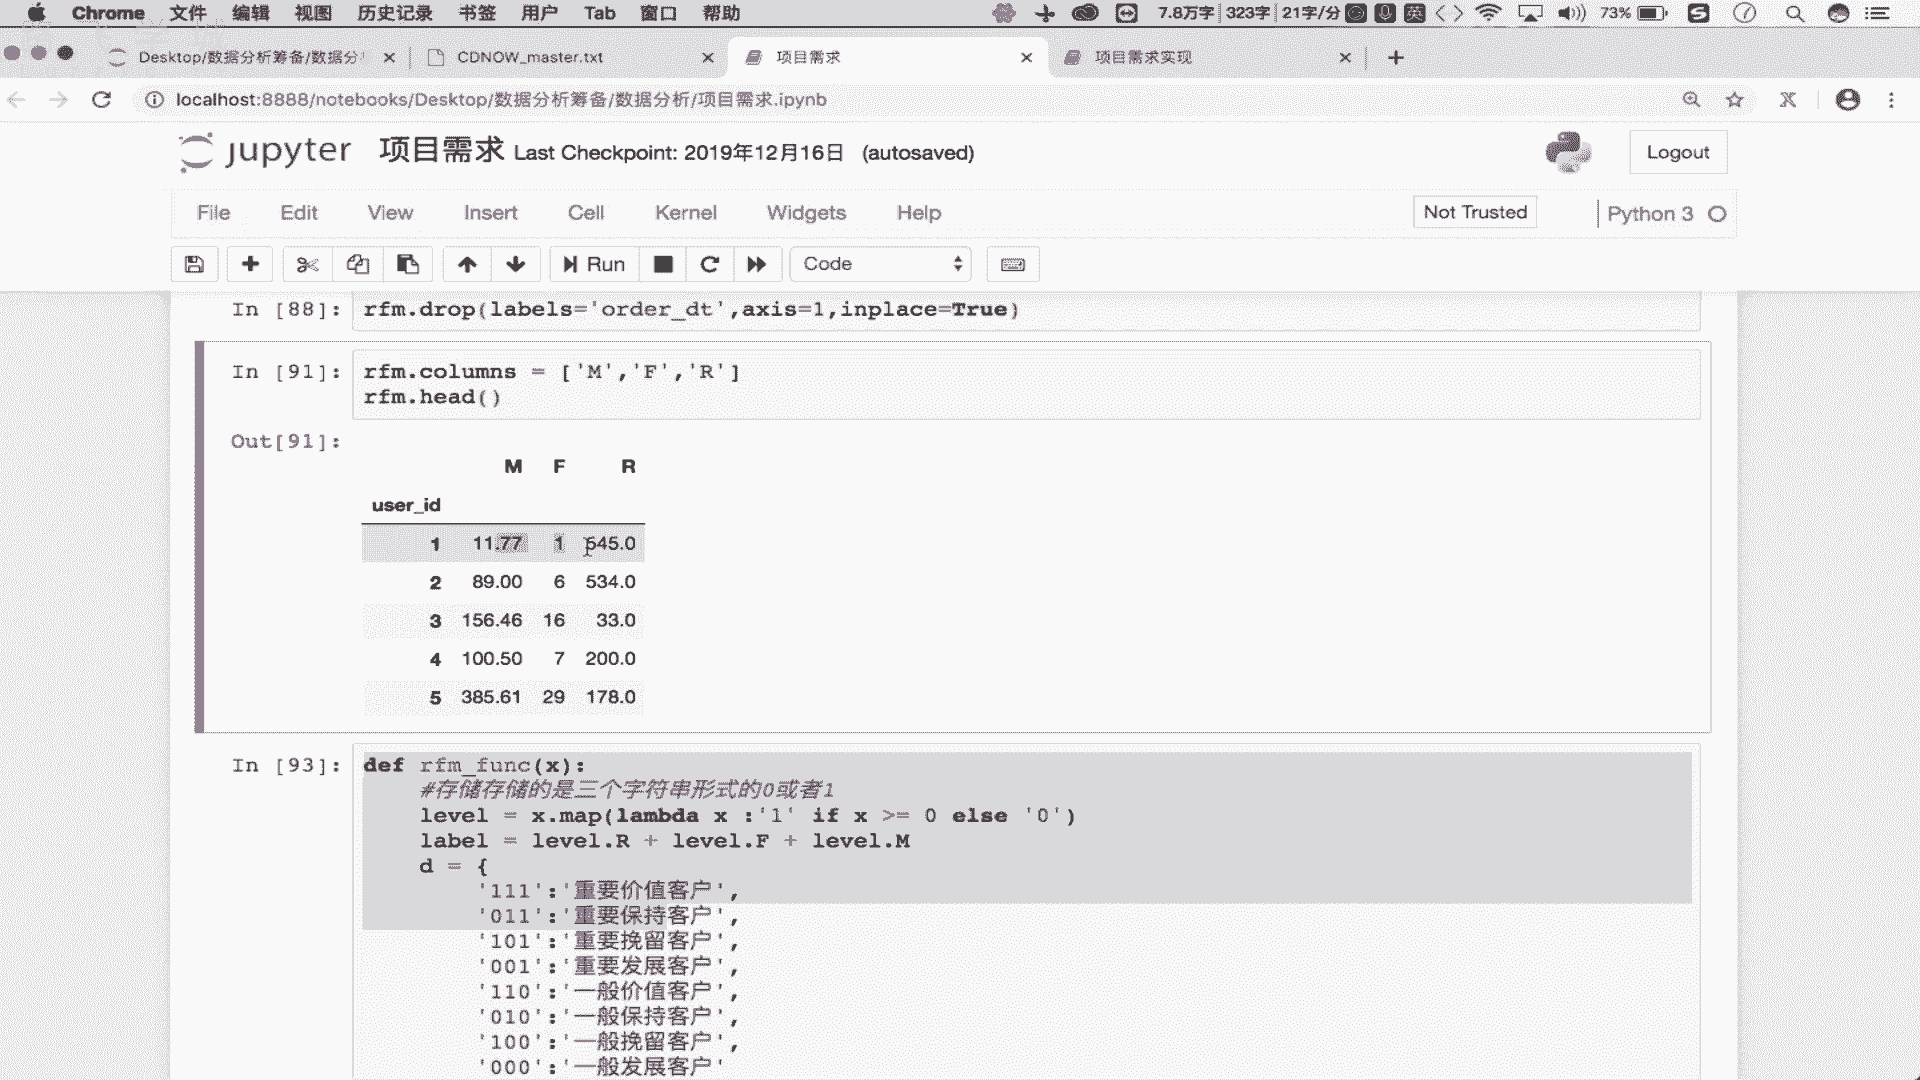 Chrome 文件 编辑 视图 历史记录 书签 用户 Tab 窗口 帮助 7.8万字 323字 21字/分 英 73%
Desktop/数据分析筹备/数据分 CDNOW_master.txt 项目需求 项目需求实现
localhost:8888/notebooks/Desktop/数据分析筹备/数据分析/项目需求.ipynb
jupyter 项目需求 Last Checkpoint: 2019年12月16日 (autosaved) Logout
File Edit View Insert Cell Kernel Widgets Help Not Trusted Python 3
Run Code
In [88]: rfm.drop(labels='order_dt',axis=1,inplace=True)
In [91]: rfm.columns = ['M','F','R']
rfm.head()
Out[91]:
M F R
user_id
1 11.77 1 545.0
2 89.00 6 534.0
3 156.46 16 33.0
4 100.50 7 200.0
5 385.61 29 178.0
In [93]: def rfm_func(x):
#存储存储的是三个字符串形式的0或者1
level = x.map(lambda x :'1' if x >= 0 else '0')
label = level.R + level.F + level.M
d = {
'111':'重要价值客户',
'011':'重要保持客户',
'101':'重要挽留客户',
'001':'重要发展客户',
'110':'一般价值客户',
'010':'一般保持客户',
'100':'一般挽留客户',
'000':'一般发展客户'